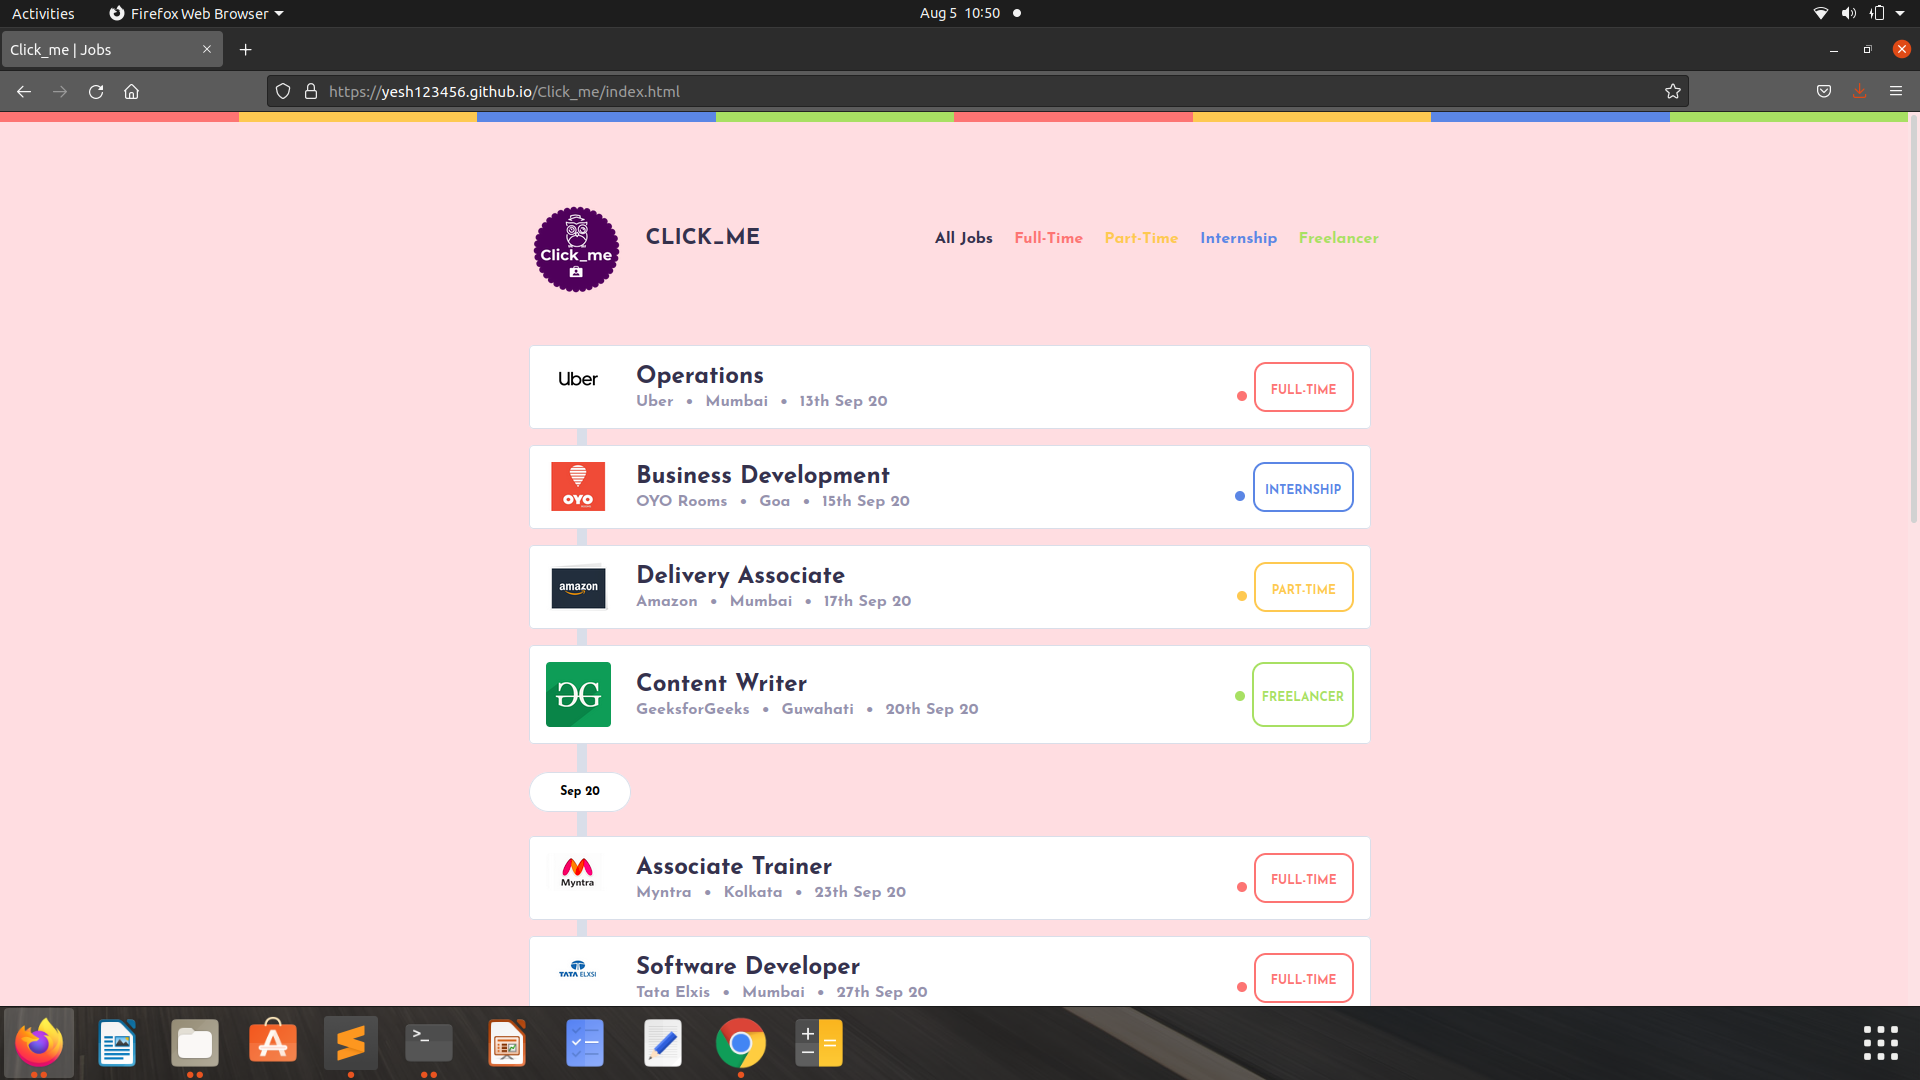 Activities
Firefox Web Browser
Aug 5 10:50
Click_me | Jobs
https://yesh123456.github.io/Click_me/index.html
Click_me
CLICK_ME
All Jobs
Full-Time
Part-Time
Internship
Freelancer
Uber
Operations
Uber • Mumbai • 13th Sep 20
FULL-TIME
OYO
Business Development
OYO Rooms • Goa • 15th Sep 20
INTERNSHIP
amazon
Delivery Associate
Amazon • Mumbai • 17th Sep 20
PART-TIME
Content Writer
GeeksforGeeks • Guwahati • 20th Sep 20
FREELANCER
Sep 20
Myntra
Associate Trainer
Myntra • Kolkata • 23th Sep 20
FULL-TIME
TATA ELXSI
Software Developer
Tata Elxis • Mumbai • 27th Sep 20
FULL-TIME